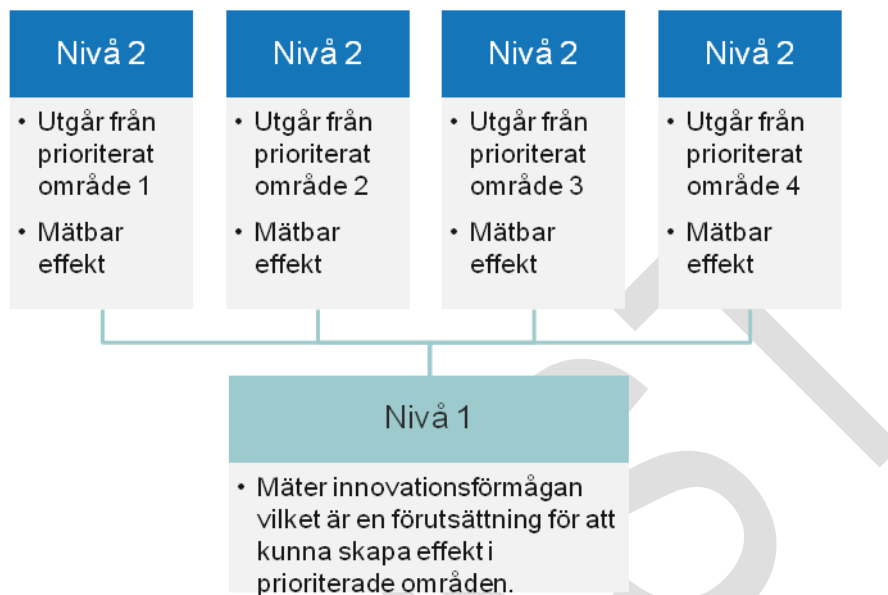 Nivå 2
• Utgår från
prioriterat
område 1
• Mätbar
effekt
Nivå 2
• Utgår från
prioriterat
område 2
• Mätbar
effekt
Nivå 2
• Utgår från
prioriterat
område 3
• Mätbar
effekt
Nivå 2
• Utgår från
prioriterat
område 4
• Mätbar
effekt
Nivå 1
• Mäter innovationsförmågan
vilket är en förutsättning för att
kunna skapa effekt i
prioriterade områden.